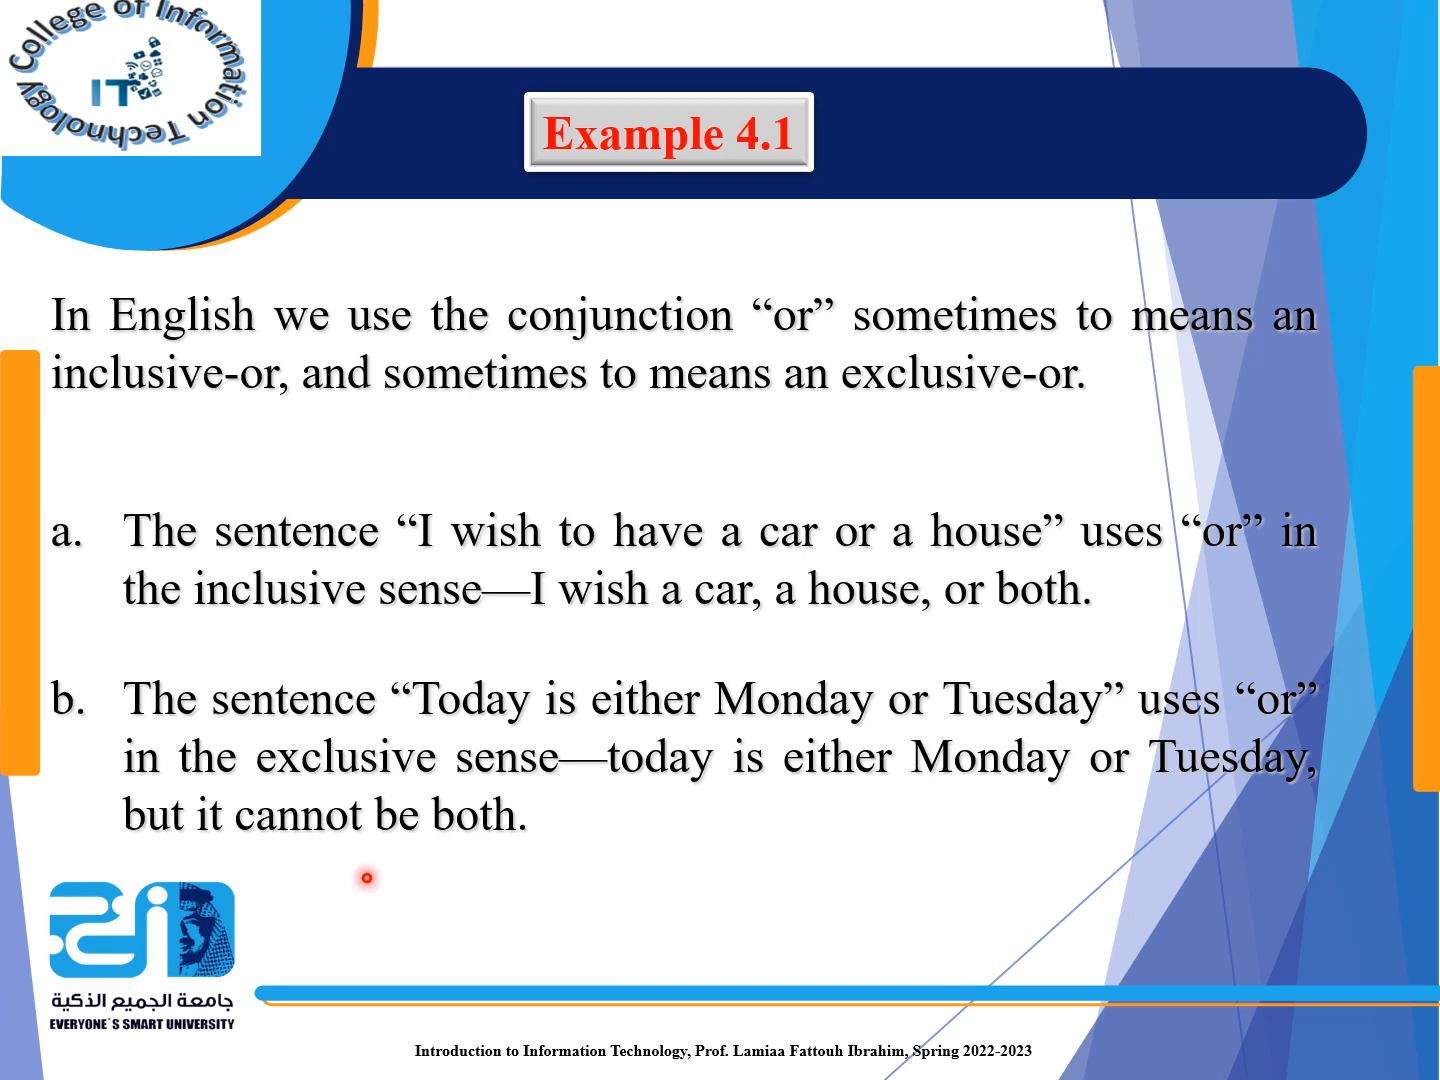 College of Information Technology
IT
Example 4.1
In English we use the conjunction “or” sometimes to means an
inclusive-or, and sometimes to means an exclusive-or.
a. The sentence “I wish to have a car or a house” uses “or” in
the inclusive sense—I wish a car, a house, or both.
b. The sentence “Today is either Monday or Tuesday” uses “or”
in the exclusive sense—today is either Monday or Tuesday,
but it cannot be both.
جامعة الجميع الذكية
EVERYONE`S SMART UNIVERSITY
Introduction to Information Technology, Prof. Lamiaa Fattouh Ibrahim, Spring 2022-2023